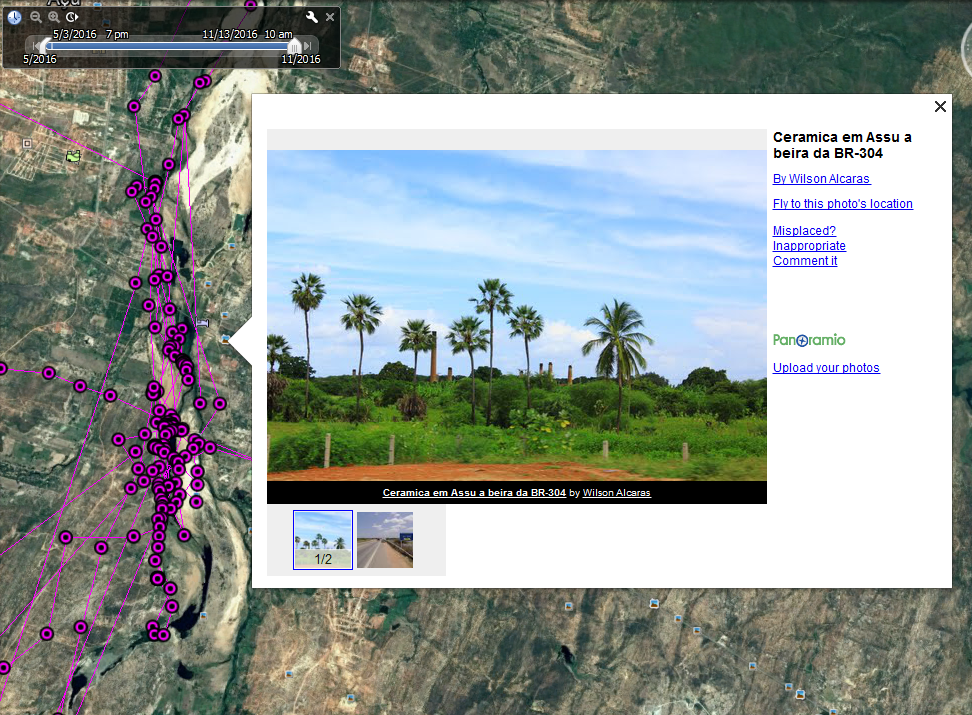 Açu
5/3/2016 7 pm
11/13/2016 10 am
5/2016
11/2016
Ceramica em Assu a
beira da BR-304
By Wilson Alcaras
Fly to this photo's location
Misplaced?
Inappropriate
Comment it
Panoramio
Upload your photos
Ceramica em Assu a beira da BR-304 by Wilson Alcaras
1/2